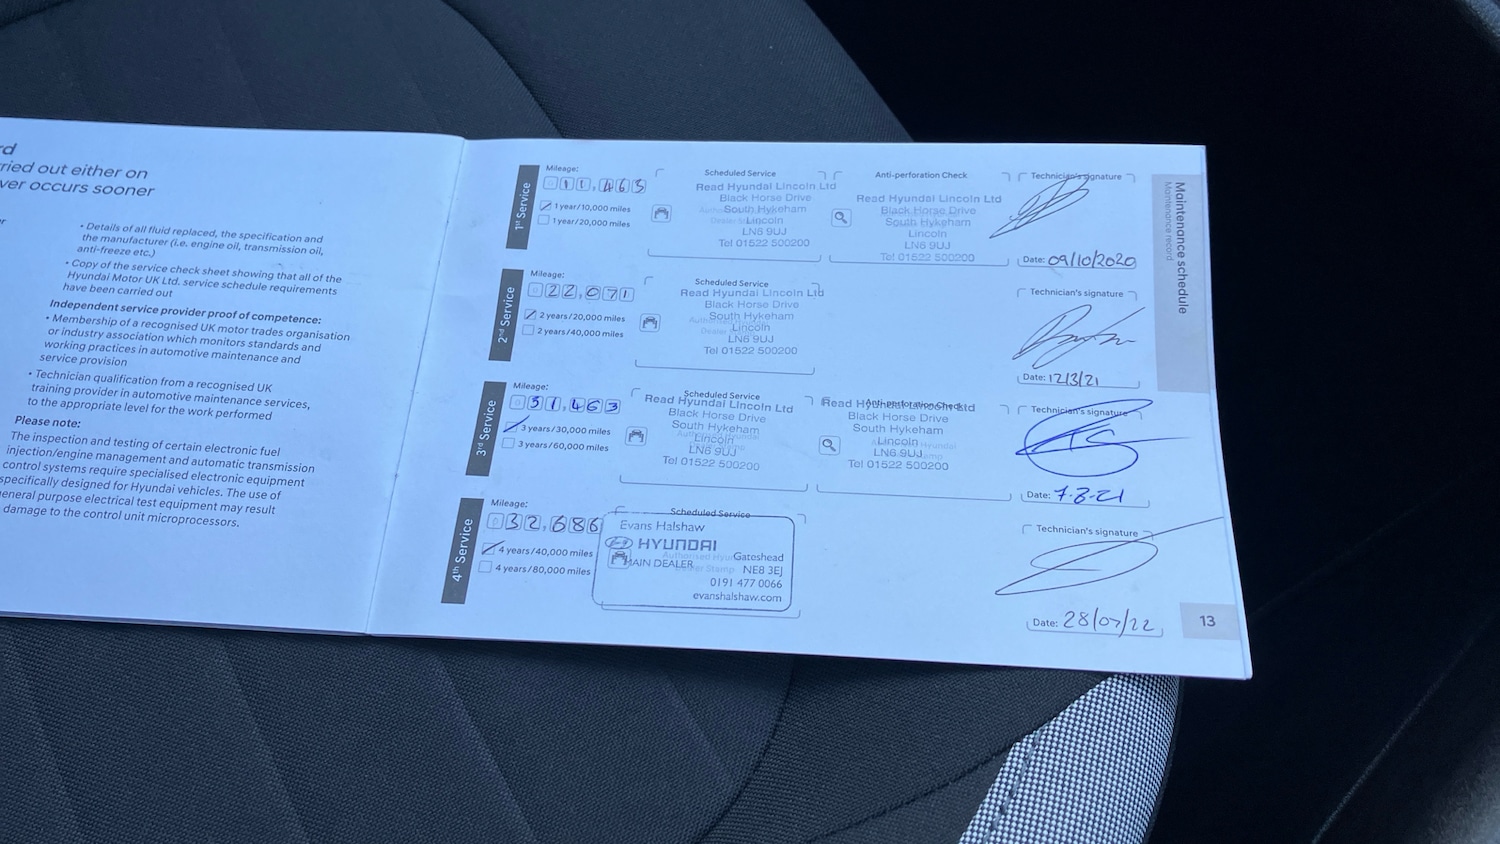 rd
rried out either on
ver occurs sooner
er
• Details of all fluid replaced, the specification and
the manufacturer (i.e. engine oil, transmission oil,
anti-freeze etc.)
• Copy of the service check sheet showing that all of the
Hyundai Motor UK Ltd. service schedule requirements
have been carried out
Independent service provider proof of competence:
• Membership of a recognised UK motor trades organisation
or industry association which monitors standards and
working practices in automotive maintenance and
service provision
• Technician qualification from a recognised UK
training provider in automotive maintenance services,
to the appropriate level for the work performed
Please note:
The inspection and testing of certain electronic fuel
injection/engine management and automatic transmission
control systems require specialised electronic equipment
specifically designed for Hyundai vehicles. The use of
general purpose electrical test equipment may result
damage to the control unit microprocessors.
Maintenance schedule
Maintenance record
1st Service
Mileage:
011,463
1 year/10,000 miles
1 year/20,000 miles
Scheduled Service
Read Hyundai Lincoln Ltd
Black Horse Drive
South Hykeham
Lincoln
LN6 9UJ
Tel 01522 500200
Anti-perforation Check
Read Hyundai Lincoln Ltd
Black Horse Drive
South Hykeham
Lincoln
LN6 9UJ
Tel 01522 500200
Technician's signature
Date: 09/10/2020
2nd Service
Mileage:
022,071
2 years/20,000 miles
2 years/40,000 miles
Scheduled Service
Read Hyundai Lincoln Ltd
Black Horse Drive
South Hykeham
Lincoln
LN6 9UJ
Tel 01522 500200
Technician's signature
Date: 12/3/21
3rd Service
Mileage:
031,463
3 years/30,000 miles
3 years/60,000 miles
Scheduled Service
Read Hyundai Lincoln Ltd
Black Horse Drive
South Hykeham
Lincoln
LN6 9UJ
Tel 01522 500200
Anti-perforation Check
Read Hyundai Lincoln Ltd
Black Horse Drive
South Hykeham
Lincoln
LN6 9UJ
Tel 01522 500200
Technician's signature
Date: 7.8.21
4th Service
Mileage:
032,686
4 years/40,000 miles
4 years/80,000 miles
Scheduled Service
Evans Halshaw
HYUNDAI
MAIN DEALER
Gateshead
NE8 3EJ
0191 477 0066
evanshalshaw.com
Technician's signature
Date: 28/07/22
13